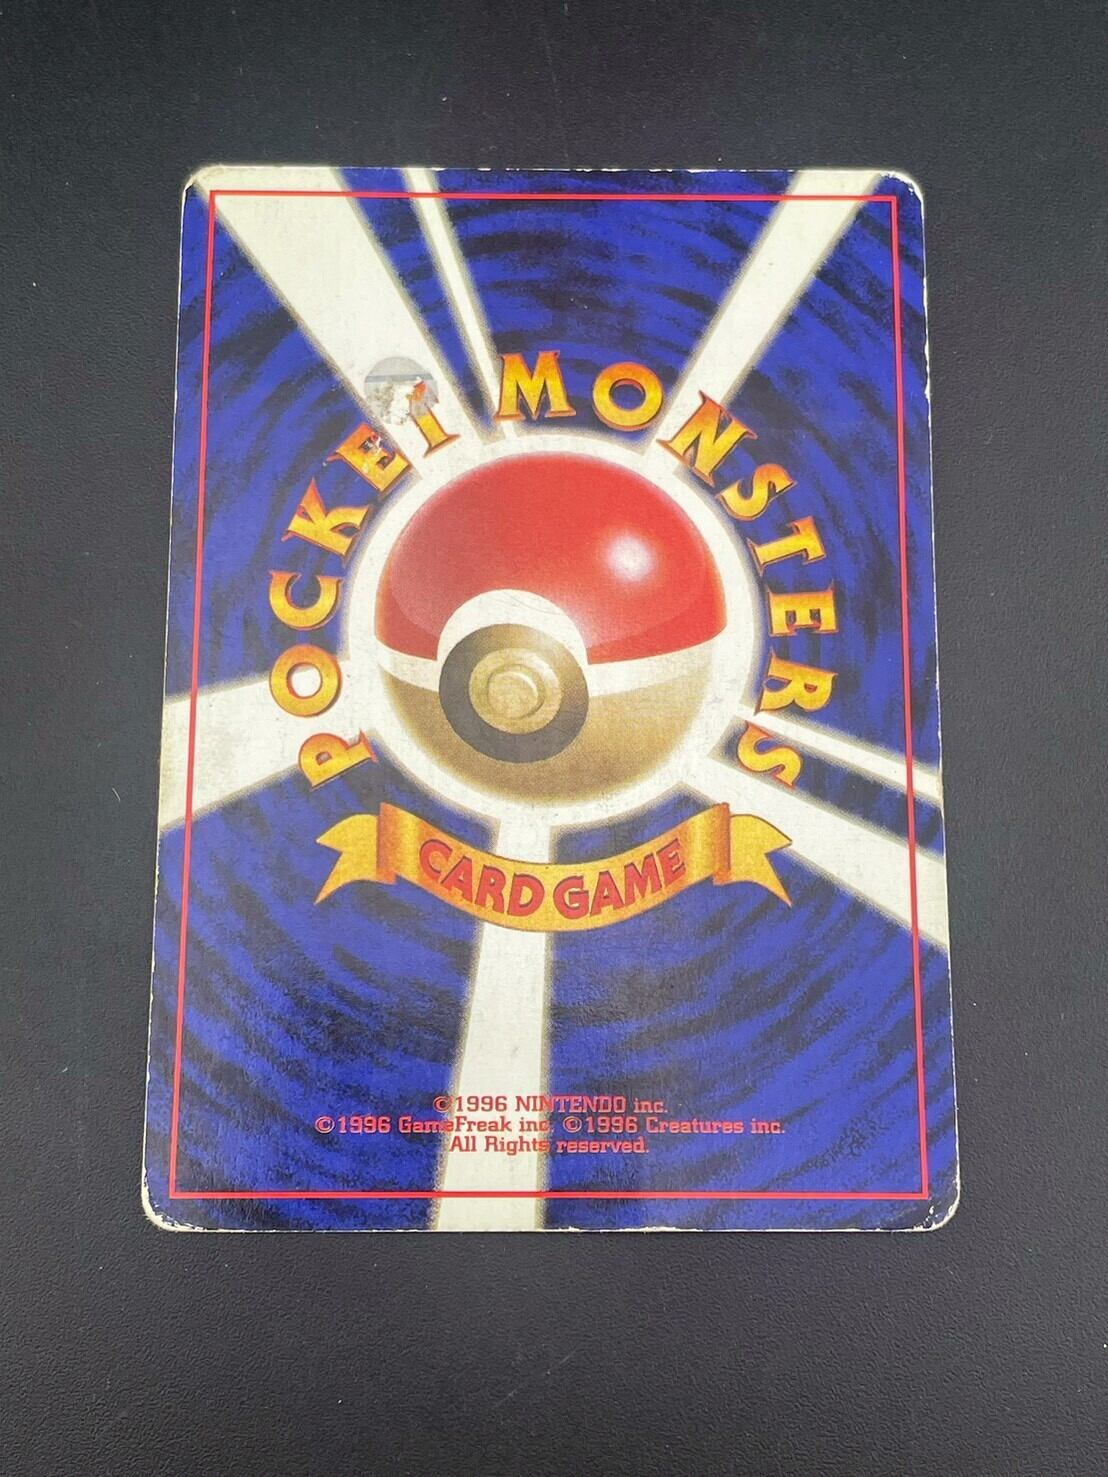 POCKET MONSTERS
CARD GAME
©1996 NINTENDO inc.
©1996 GameFreak inc. ©1996 Creatures inc.
All Rights reserved.